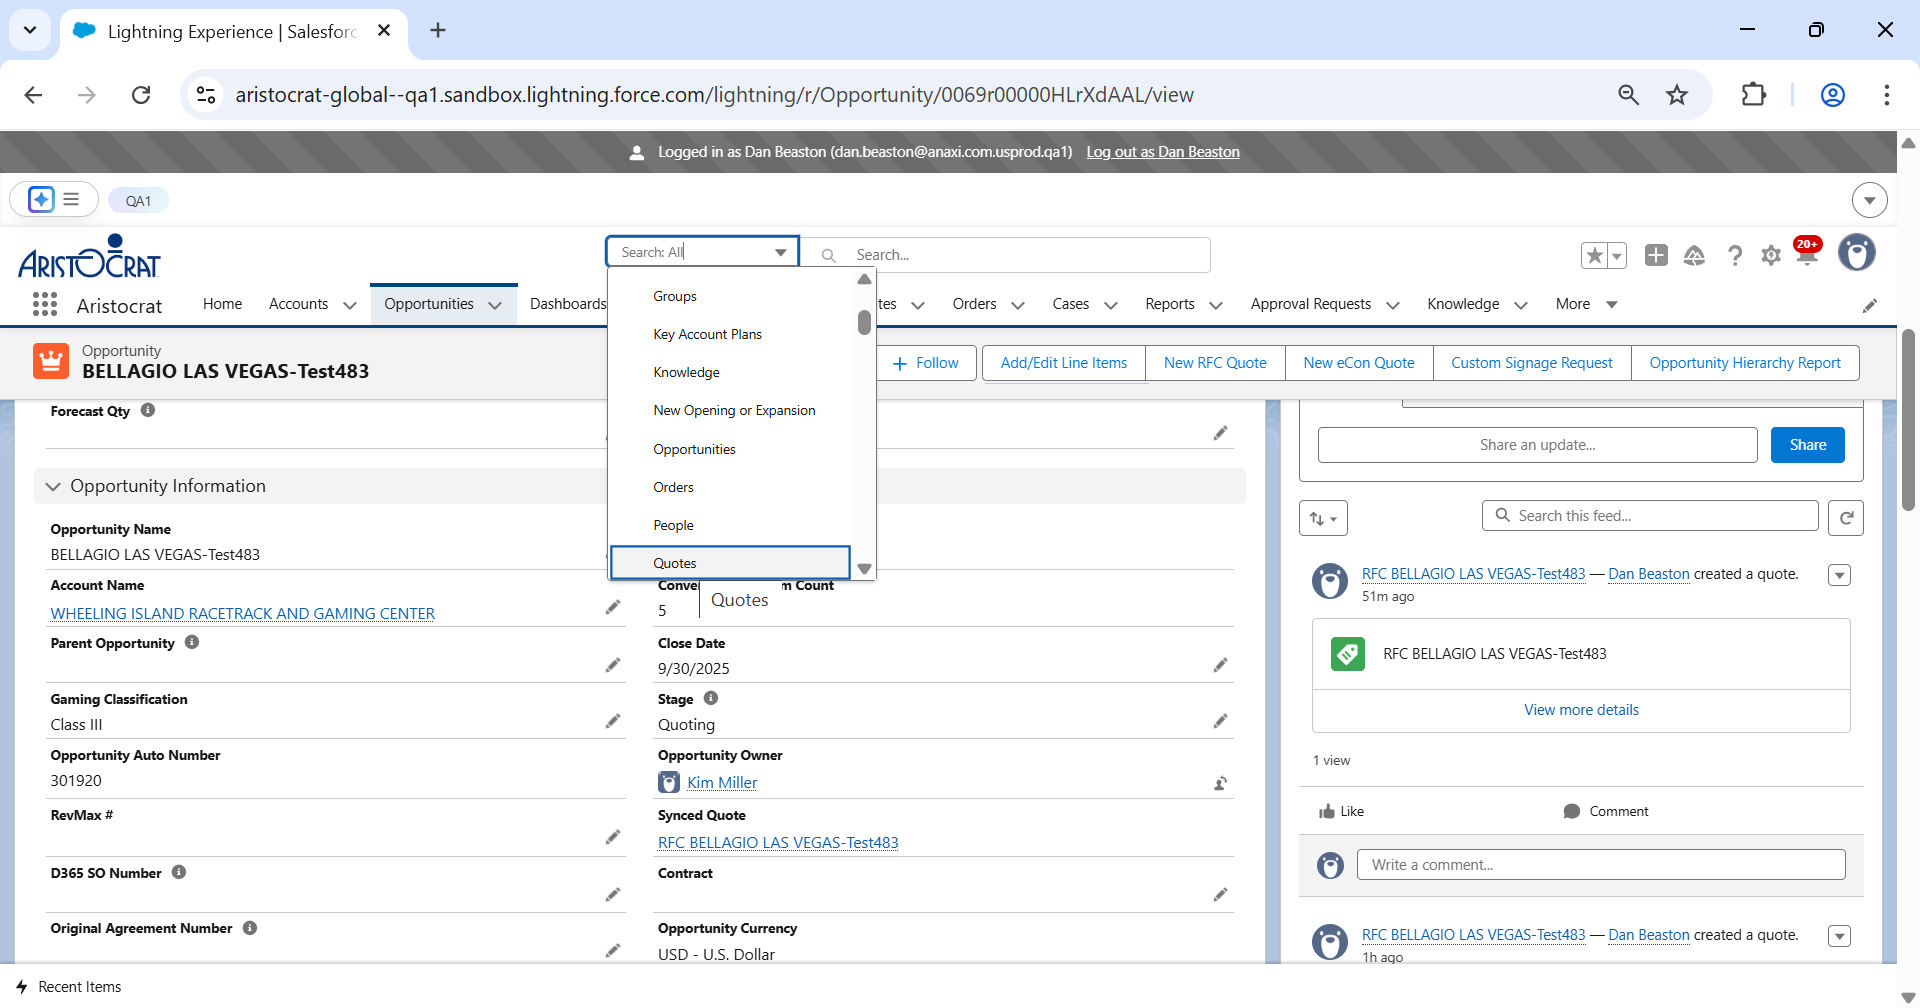 Lightning Experience | Salesforc
aristocrat-global--qa1.sandbox.lightning.force.com/lightning/r/Opportunity/0069r00000HLrXdAAL/view
Logged in as Dan Beaston (dan.beaston@anaxi.com.usprod.qa1) Log out as Dan Beaston
QA1
ARISTOCRAT
Search: All
Search...
20+
Aristocrat
Home
Accounts
Opportunities
Dashboards
tes
Orders
Cases
Reports
Approval Requests
Knowledge
More
Groups
Key Account Plans
Knowledge
New Opening or Expansion
Opportunities
Orders
People
Quotes
Quotes
Opportunity
BELLAGIO LAS VEGAS-Test483
Follow
Add/Edit Line Items
New RFC Quote
New eCon Quote
Custom Signage Request
Opportunity Hierarchy Report
Forecast Qty
Opportunity Information
Opportunity Name
BELLAGIO LAS VEGAS-Test483
Account Name
WHEELING ISLAND RACETRACK AND GAMING CENTER
Conve
m Count
5
Parent Opportunity
Close Date
9/30/2025
Gaming Classification
Class III
Stage
Quoting
Opportunity Auto Number
301920
Opportunity Owner
Kim Miller
RevMax #
Synced Quote
RFC BELLAGIO LAS VEGAS-Test483
D365 SO Number
Contract
Original Agreement Number
Opportunity Currency
USD - U.S. Dollar
Share an update...
Share
Search this feed...
RFC BELLAGIO LAS VEGAS-Test483 — Dan Beaston created a quote.
51m ago
RFC BELLAGIO LAS VEGAS-Test483
View more details
1 view
Like
Comment
Write a comment...
RFC BELLAGIO LAS VEGAS-Test483 — Dan Beaston created a quote.
1h ago
Recent Items